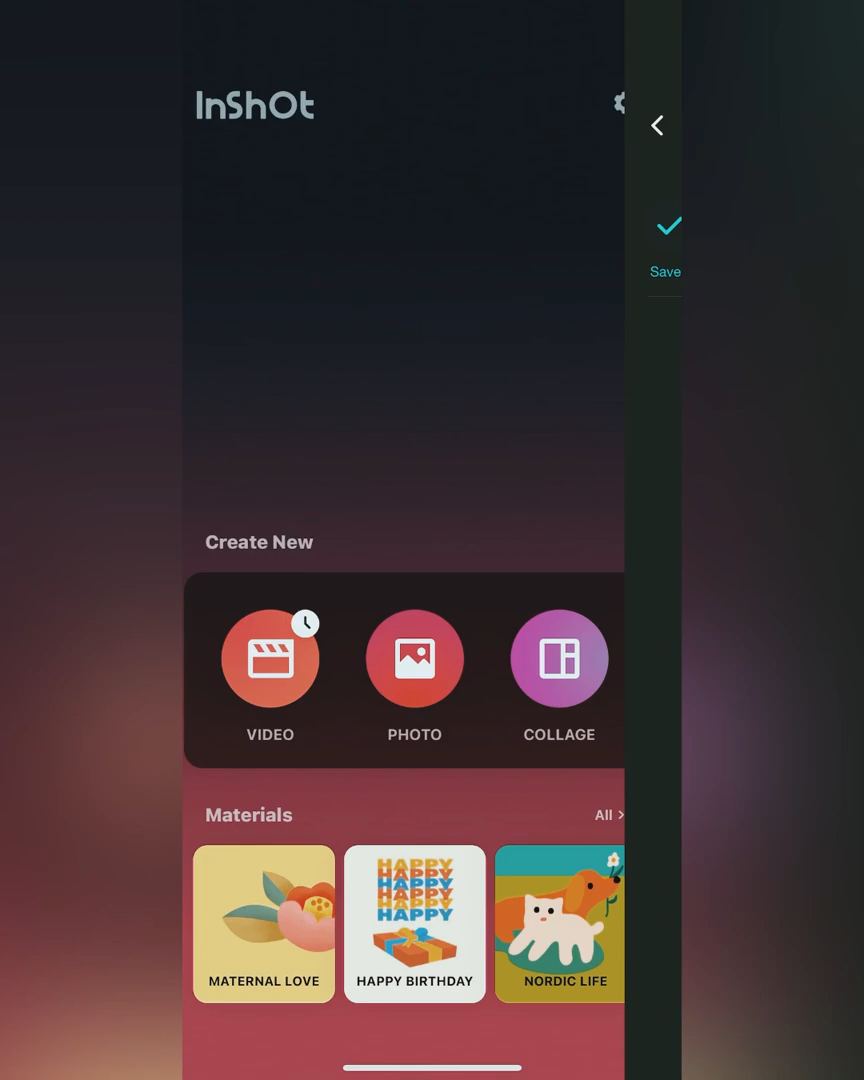 InShOt
Save
Create New
VIDEO
PHOTO
COLLAGE
Materials
All >
MATERNAL LOVE
HAPPY
HAPPY
HAPPY
HAPPY
HAPPY
HAPPY
HAPPY BIRTHDAY
NORDIC LIFE